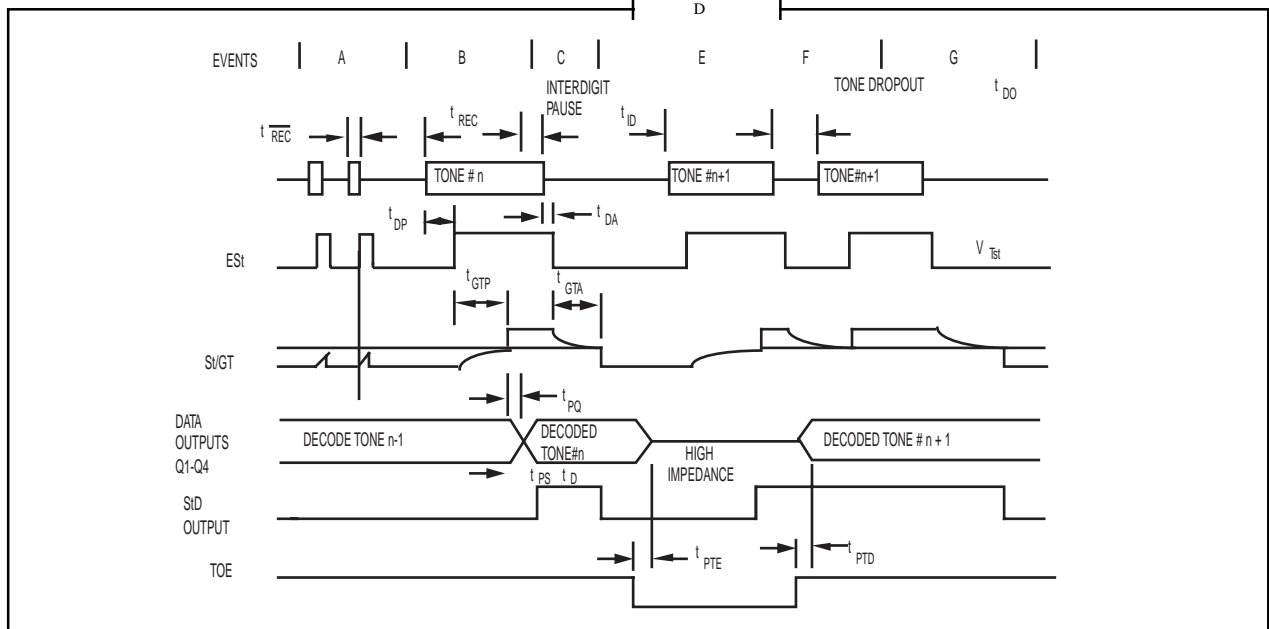 D
EVENTS A B C E F G
INTERDIGIT
PAUSE
TONE DROPOUT
t DO
t REC
t REC
t ID
TONE # n
TONE #n+1
TONE#n+1
t DP
t DA
ESt
V Tst
t GTP
t GTA
St/GT
t PQ
DATA
OUTPUTS
Q1-Q4
DECODE TONE n-1
DECODED
TONE#n
HIGH
IMPEDANCE
DECODED TONE # n + 1
t PS t D
StD
OUTPUT
t PTE
t PTD
TOE